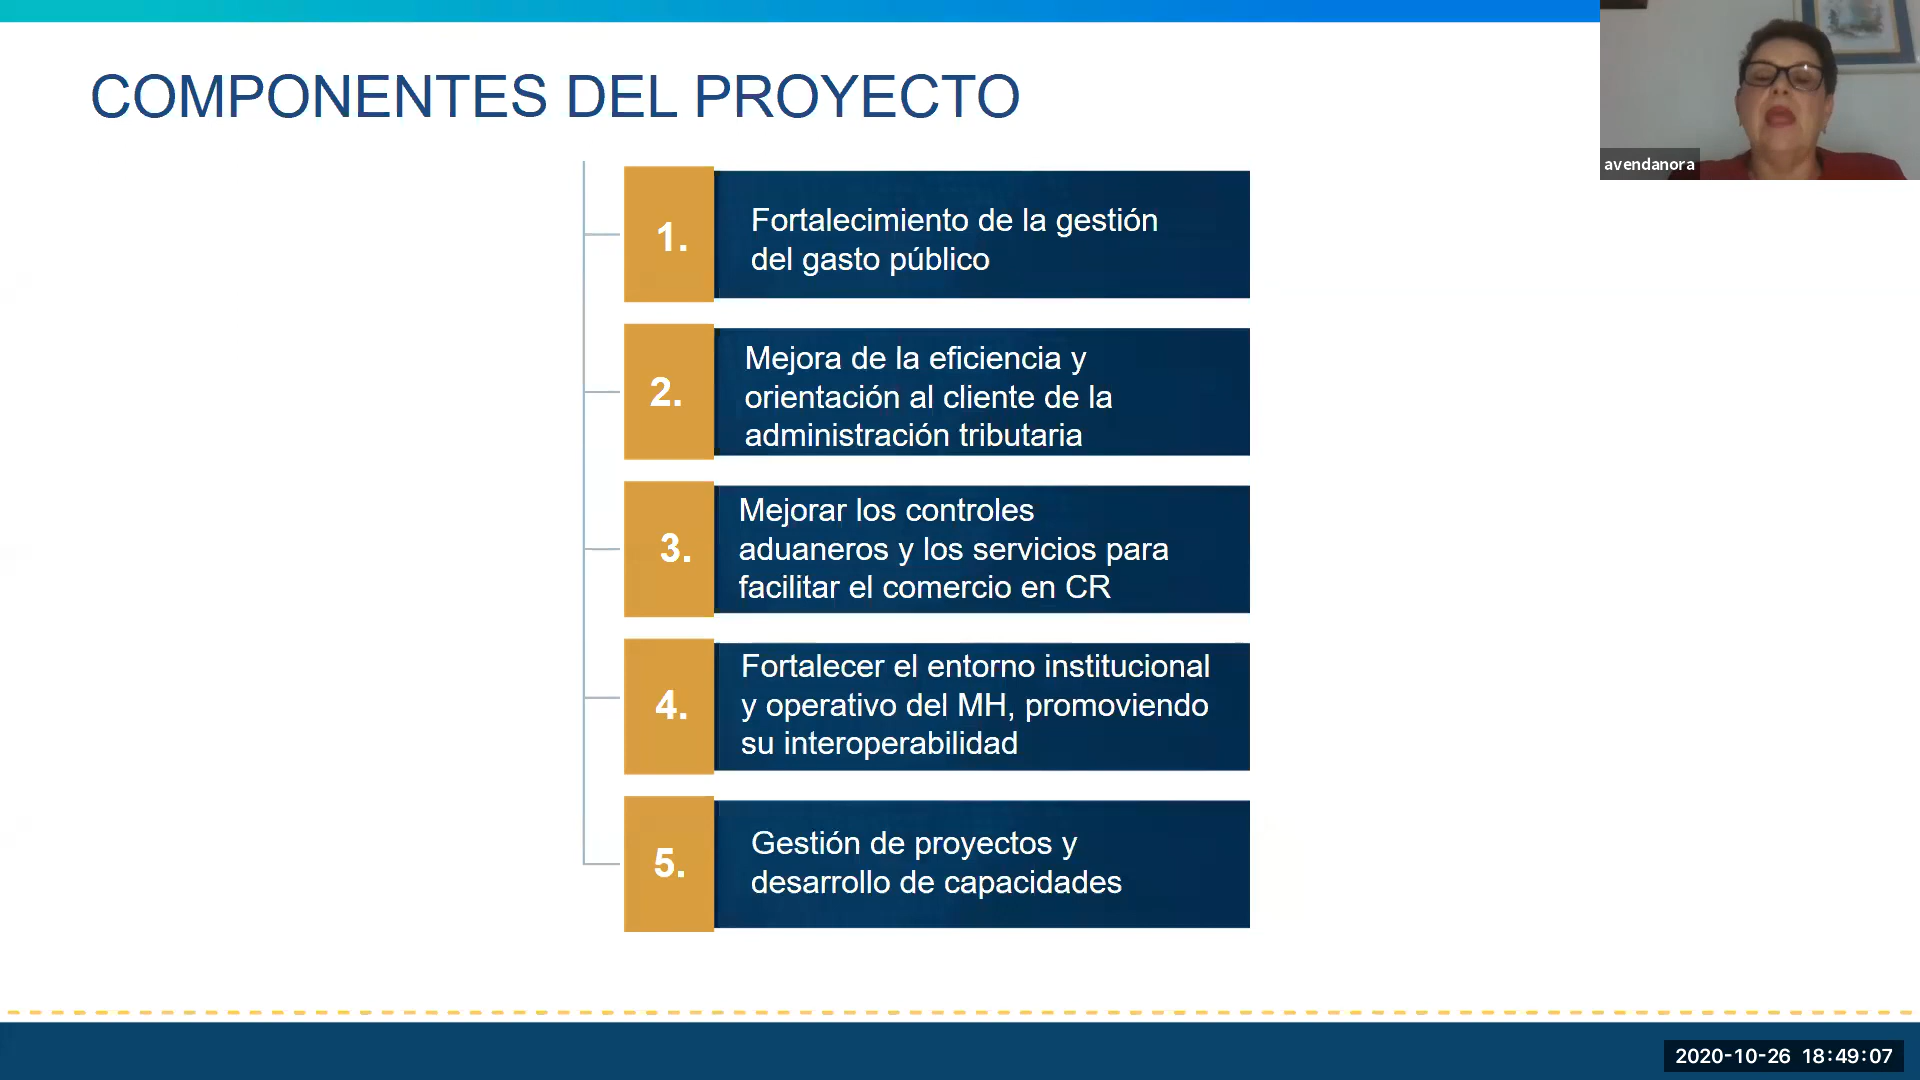 COMPONENTES DEL PROYECTO
avendanora
1.
Fortalecimiento de la gestión
del gasto público
2.
Mejora de la eficiencia y
orientación al cliente de la
administración tributaria
3.
Mejorar los controles
aduaneros y los servicios para
facilitar el comercio en CR
4.
Fortalecer el entorno institucional
y operativo del MH, promoviendo
su interoperabilidad
5.
Gestión de proyectos y
desarrollo de capacidades
2020-10-26 18:49:07